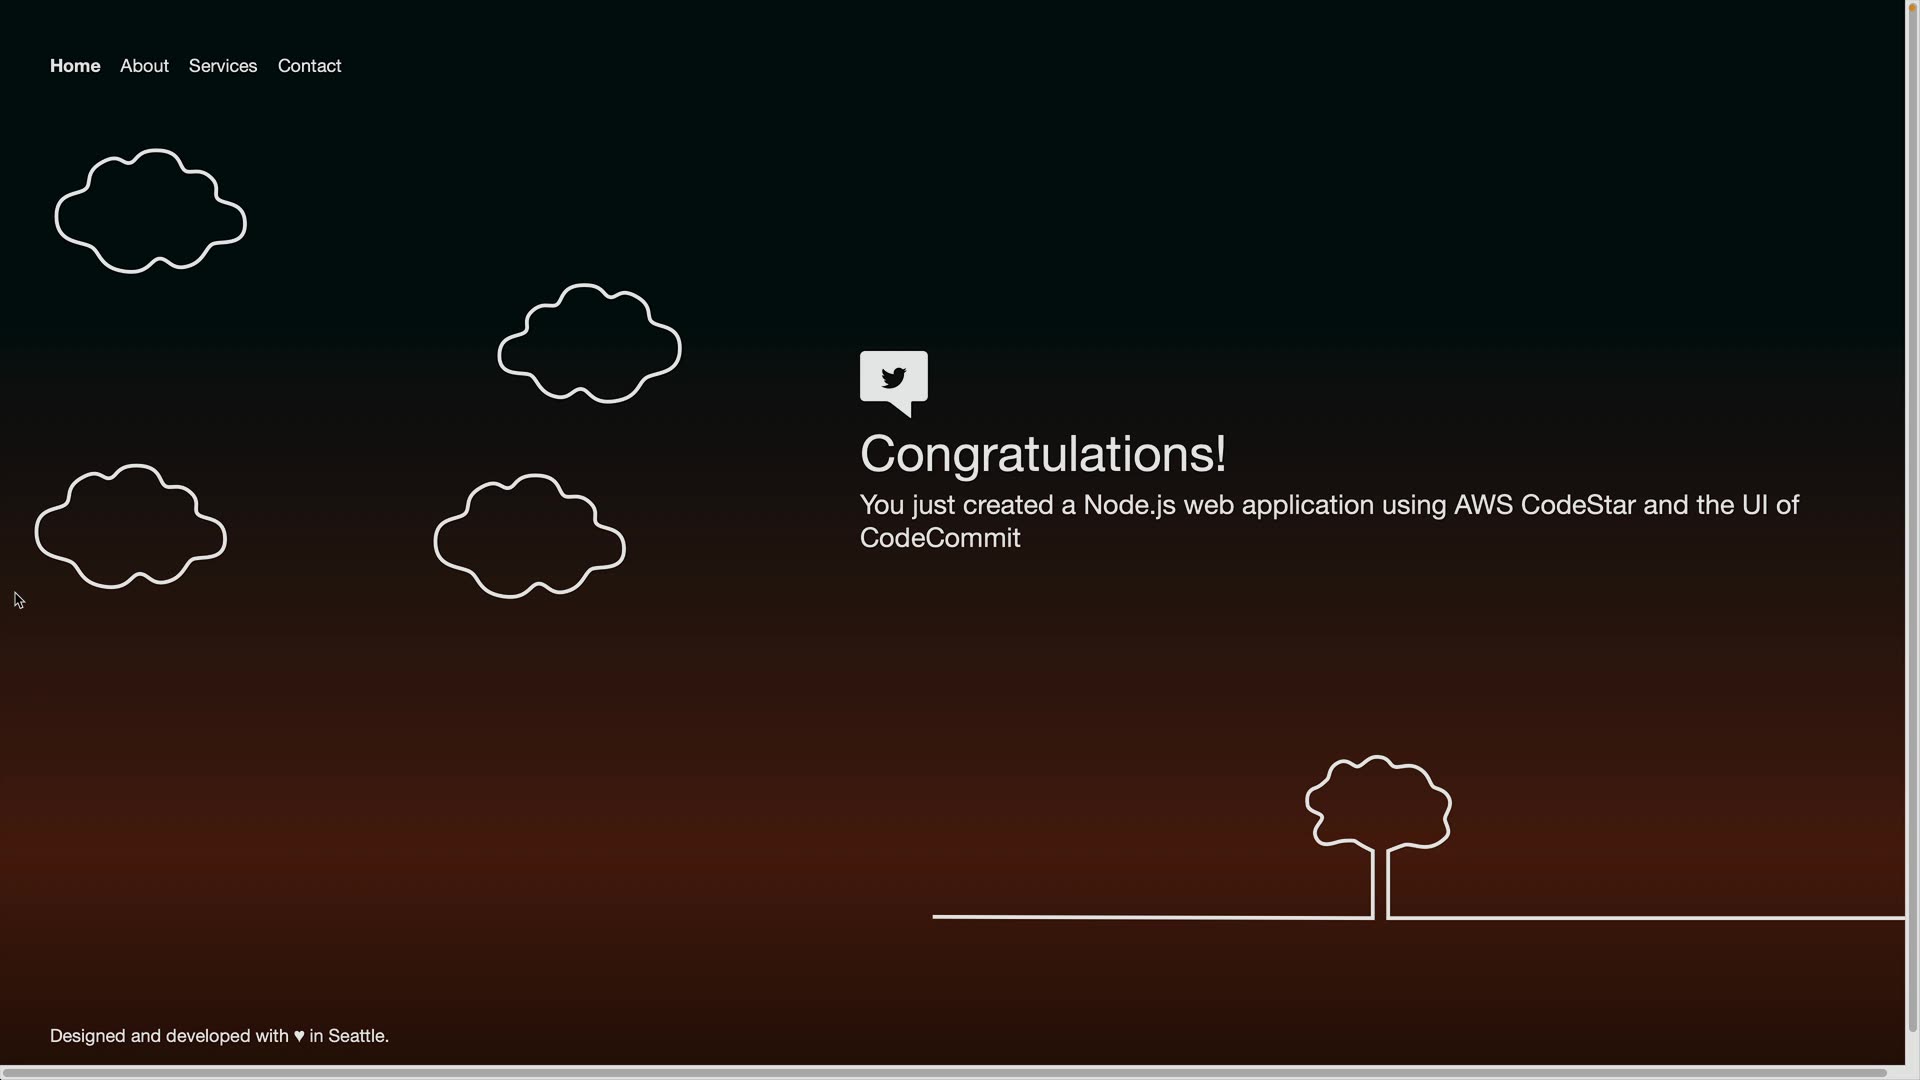 Home About Services Contact
Congratulations!
You just created a Node.js web application using AWS CodeStar and the UI of
CodeCommit
Designed and developed with ♥ in Seattle.